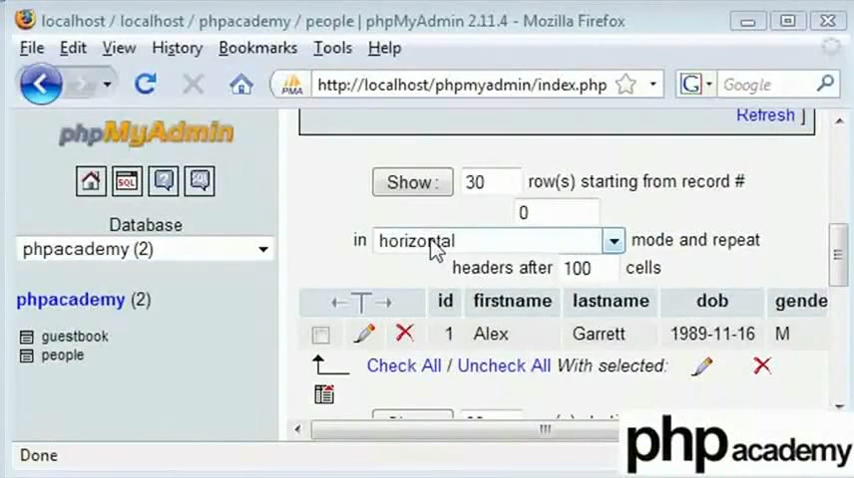 localhost / localhost / phpacademy / people | phpMyAdmin 2.11.4 - Mozilla Firefox
File Edit View History Bookmarks Tools Help
PMA http://localhost/phpmyadmin/index.php G Google
phpMyAdmin
Refresh ]
SQL
Show : 30 row(s) starting from record #
0
Database
phpacademy (2)
in horizontal mode and repeat
headers after 100 cells
phpacademy (2)
guestbook
people
←T→ id firstname lastname dob gende
1 Alex Garrett 1989-11-16 M
Check All / Uncheck All With selected:
Done
php academy